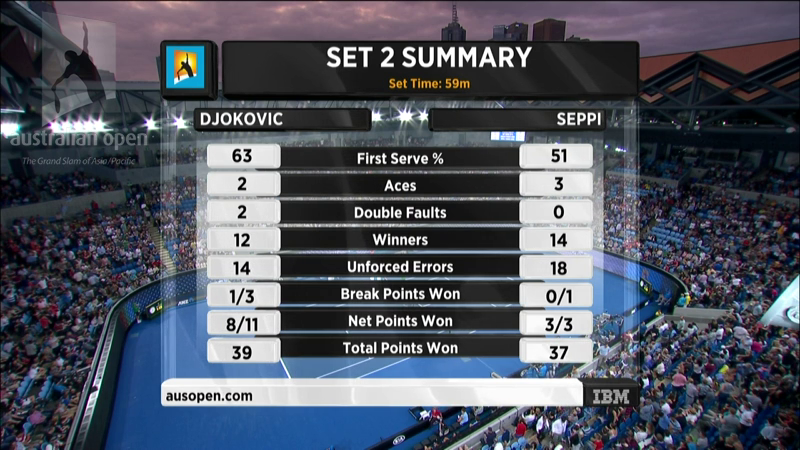 SET 2 SUMMARY
Set Time: 59m
DJOKOVIC SEPPI
australian open
The Grand Slam of Asia/Pacific
63 First Serve % 51
2 Aces 3
2 Double Faults 0
12 Winners 14
14 Unforced Errors 18
1/3 Break Points Won 0/1
8/11 Net Points Won 3/3
39 Total Points Won 37
ausopen.com IBM